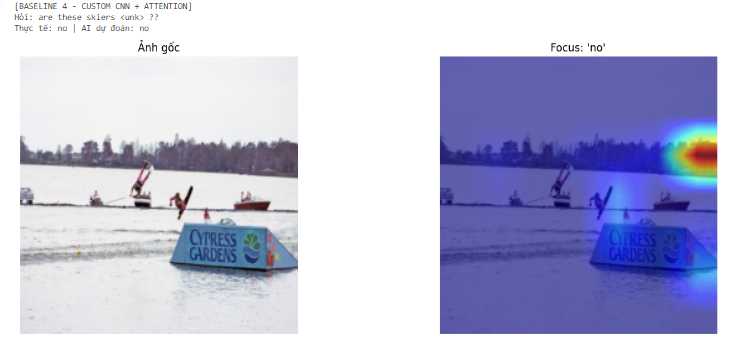 [BASELINE 4 - CUSTOM CNN + ATTENTION]
Hỏi: are these skiers <unk> ??
Thực tế: no | AI dự đoán: no
Ảnh gốc
Focus: 'no'
CYPRESS
GARDENS
CYPRESS
GARDENS